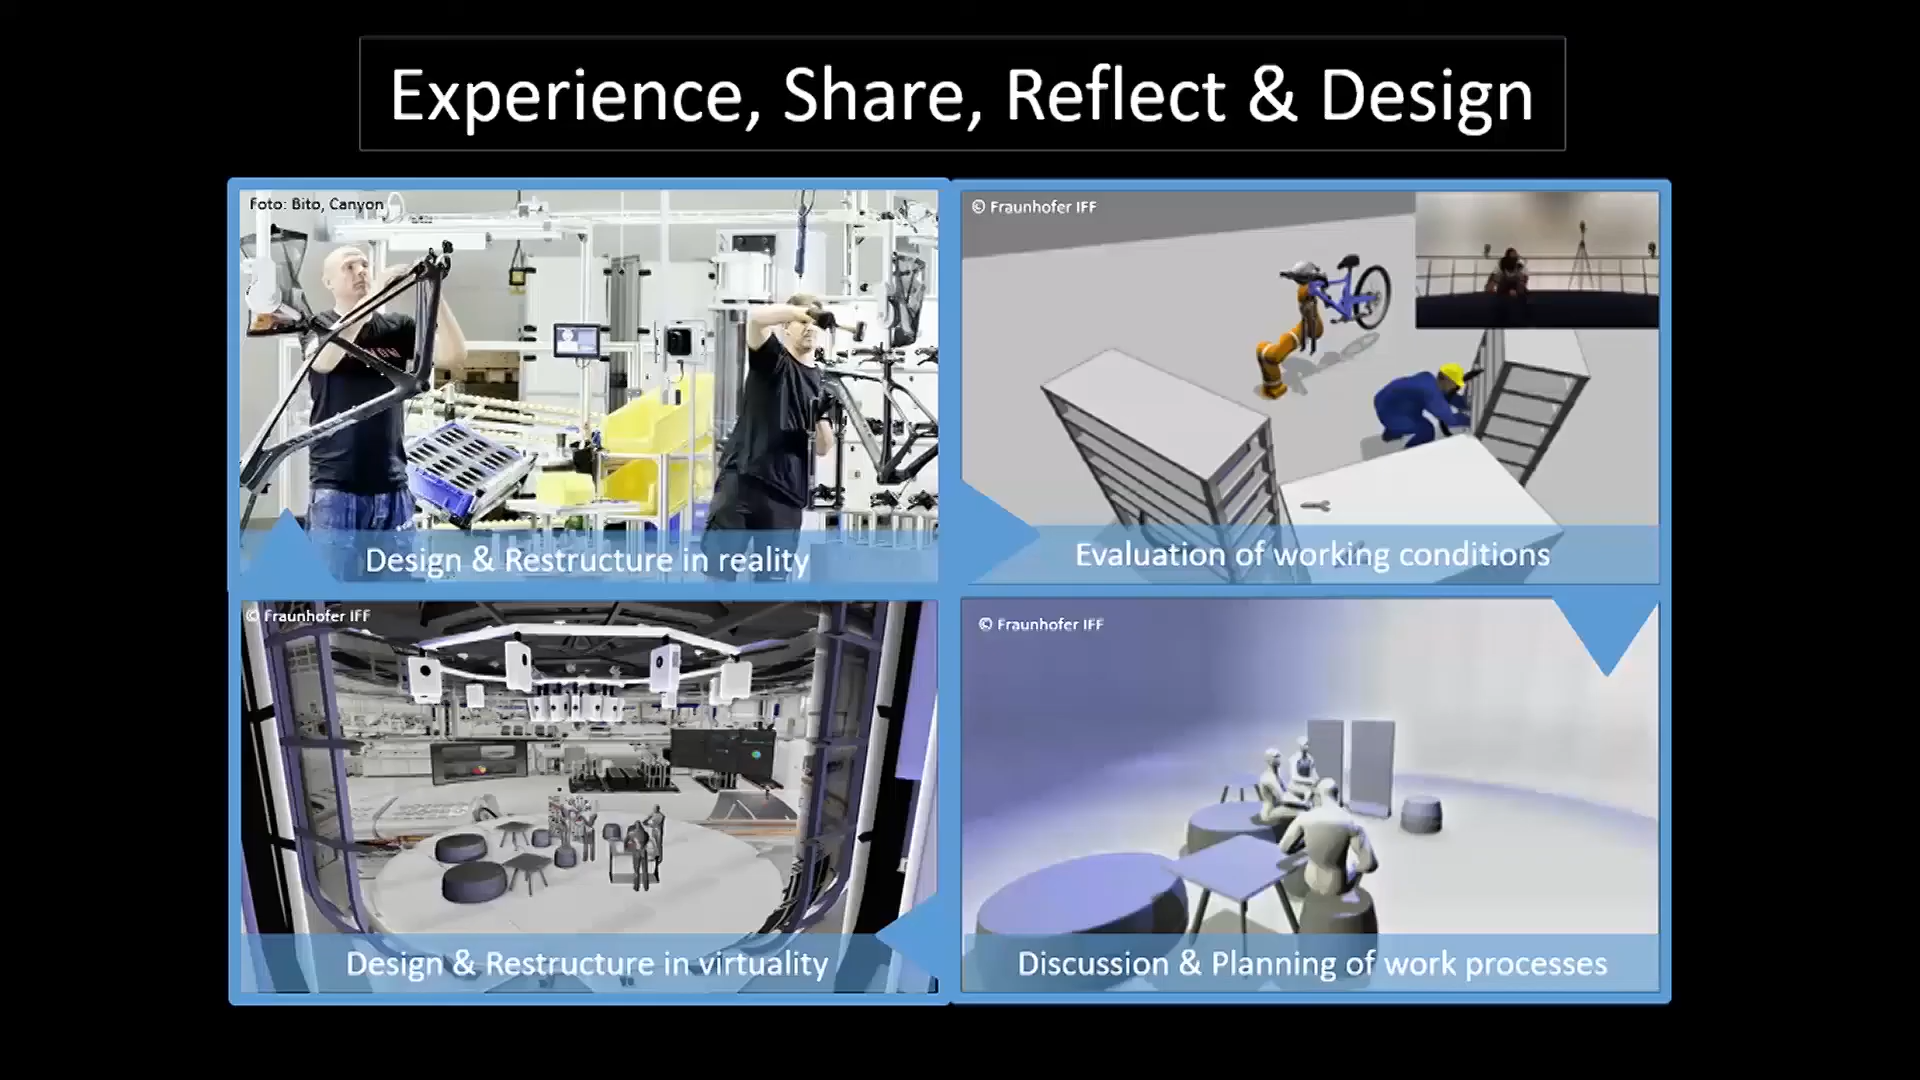 Experience, Share, Reflect & Design
Foto: Bito, Canyon
Design & Restructure in reality
© Fraunhofer IFF
Evaluation of working conditions
© Fraunhofer IFF
Design & Restructure in virtuality
© Fraunhofer IFF
Discussion & Planning of work processes